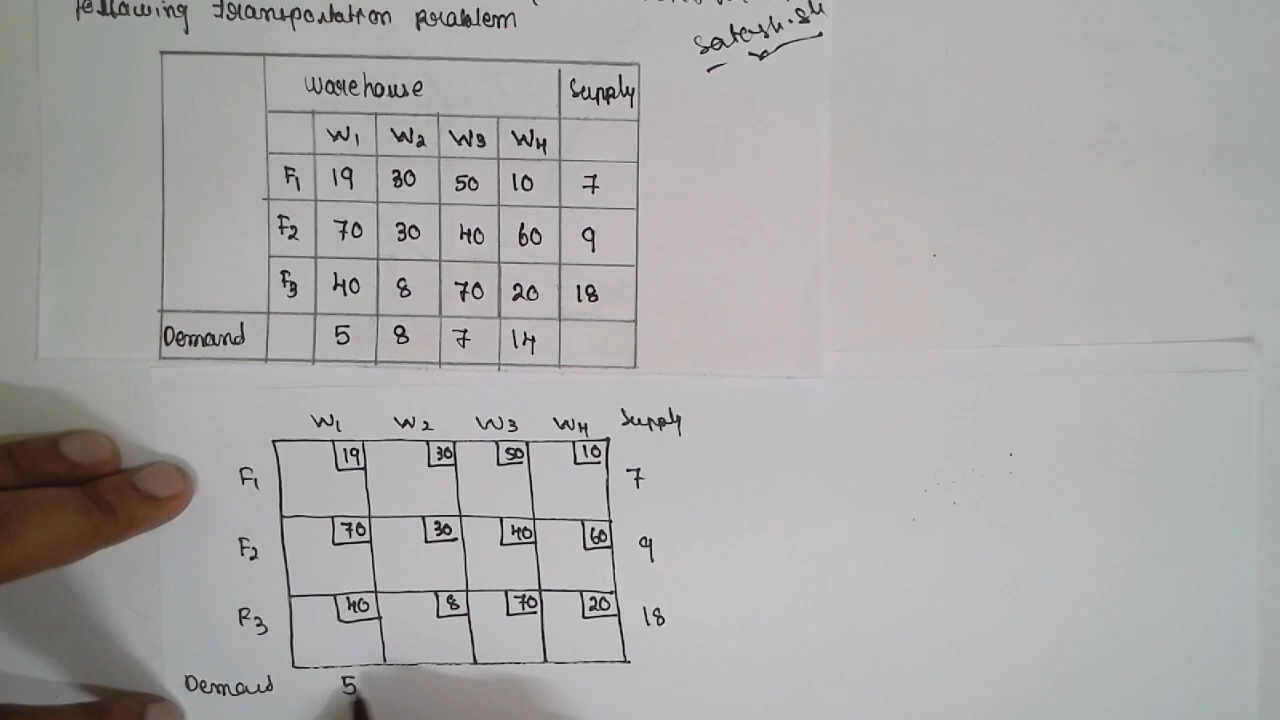 following transportation problem
Satesh.sh
Warehouse Supply
W1 W2 W3 W4
F1 19 30 50 10 7
F2 70 30 40 60 9
F3 40 8 70 20 18
Demand 5 8 7 14
W1 W2 W3 W4 Supply
F1 19 30 50 10 7
F2 70 30 40 60 9
F3 40 8 70 20 18
Demand 5